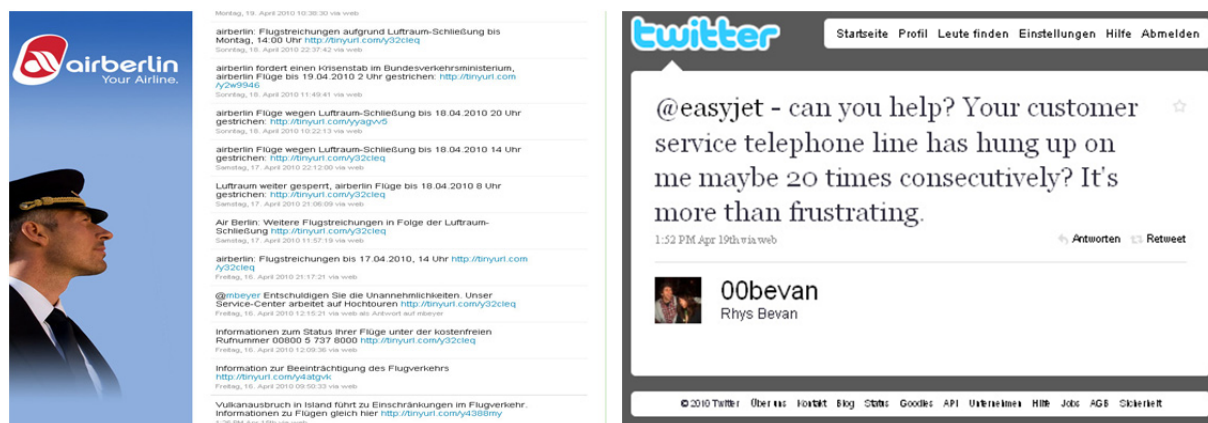 airberlin
Your Airline.
Montag, 19. April 2010 10:39:30 via web
airberlin: Flugstreichungen aufgrund Luftraum-Schließung bis
Montag, 14:00 Uhr http://tinyurl.com/y32cleq
Sonntag, 18. April 2010 22:37:42 via web
airberlin fordert einen Krisenstab im Bundesverkehrsministerium,
airberlin Flüge bis 19.04.2010 2 Uhr gestrichen: http://tinyurl.com
/y2w9946
Sonntag, 18. April 2010 11:49:41 via web
airberlin Flüge wegen Luftraum-Schließung bis 18.04.2010 20 Uhr
gestrichen: http://tinyurl.com/yyagvv5
Sonntag, 18. April 2010 10:22:13 via web
airberlin Flüge wegen Luftraum-Schließung bis 18.04.2010 14 Uhr
gestrichen: http://tinyurl.com/y32cleq
Samstag, 17. April 2010 22:12:00 via web
Luftraum weiter gesperrt, airberlin Flüge bis 18.04.2010 8 Uhr
gestrichen: http://tinyurl.com/y32cleq
Samstag, 17. April 2010 21:06:09 via web
Air Berlin: Weitere Flugstreichungen in Folge der Luftraum-
Schließung http://tinyurl.com/y32cleq
Samstag, 17. April 2010 11:57:19 via web
airberlin: Flugstreichungen bis 17.04.2010, 14 Uhr http://tinyurl.com
/y32cleq
Freitag, 16. April 2010 21:17:21 via web
@mbeyer Entschuldigen Sie die Unannehmlichkeiten. Unser
Service-Center arbeitet auf Hochtouren http://tinyurl.com/y32cleq
Freitag, 16. April 2010 12:15:21 via web als Antwort auf mbeyer
Informationen zum Status Ihrer Flüge unter der kostenfreien
Rufnummer 00800 5 737 8000 http://tinyurl.com/y32cleq
Freitag, 16. April 2010 12:09:36 via web
Information zur Beeinträchtigung des Flugverkehrs
http://tinyurl.com/y4atgvk
Freitag, 16. April 2010 09:50:33 via web
Vulkanausbruch in Island führt zu Einschränkungen im Flugverkehr.
Informationen zu Flügen gleich hier http://tinyurl.com/y4388my
1:26 PM Apr 15th via web
twitter
Startseite Profil Leute finden Einstellungen Hilfe Abmelden
@easyjet - can you help? Your customer
service telephone line has hung up on
me maybe 20 times consecutively? It's
more than frustrating.
1:52 PM Apr 19th via web
Antworten Retweet
00bevan
Rhys Bevan
© 2010 Twitter Über uns Kontakt Blog Status Goodies API Unternehmen Hilfe Jobs AGB Sicherheit